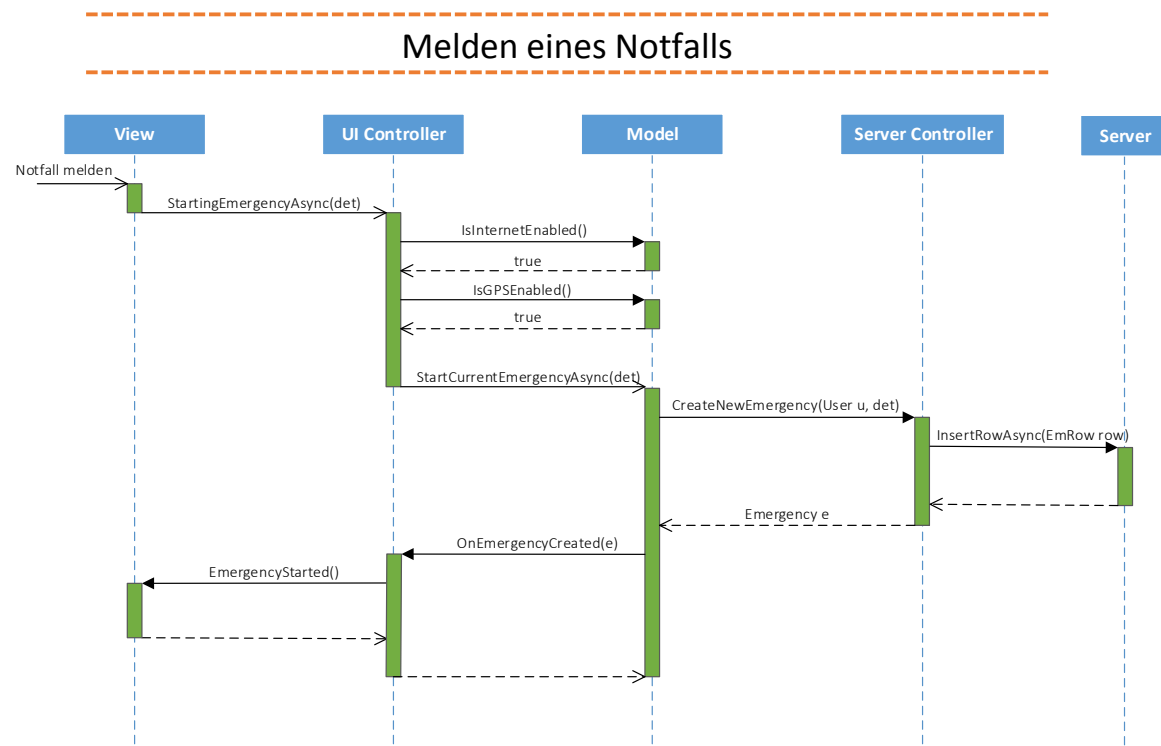 Melden eines Notfalls
View
UI Controller
Model
Server Controller
Server
Notfall melden
StartingEmergencyAsync(det)
IsInternetEnabled()
true
IsGPSEnabled()
true
StartCurrentEmergencyAsync(det)
CreateNewEmergency(User u, det)
InsertRowAsync(EmRow row)
Emergency e
OnEmergencyCreated(e)
EmergencyStarted()